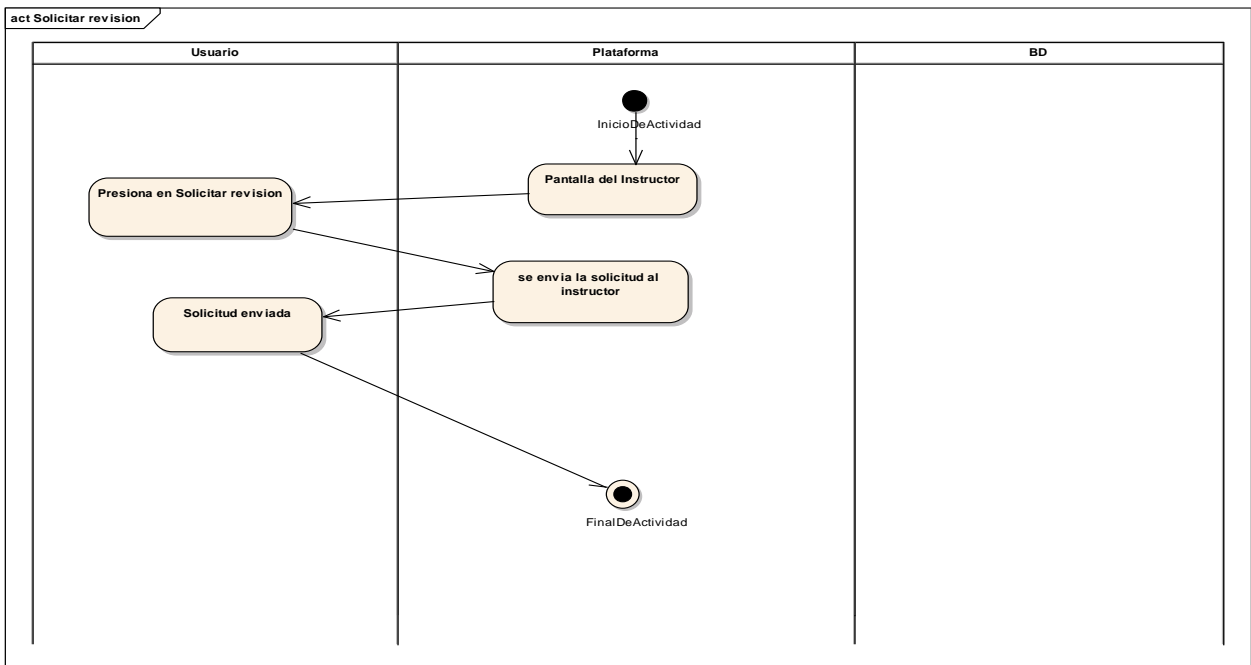 act Solicitar revision
Usuario
Plataforma
BD
InicioDeActividad
Pantalla del Instructor
Presiona en Solicitar revision
se envia la solicitud al
instructor
Solicitud enviada
FinalDeActividad